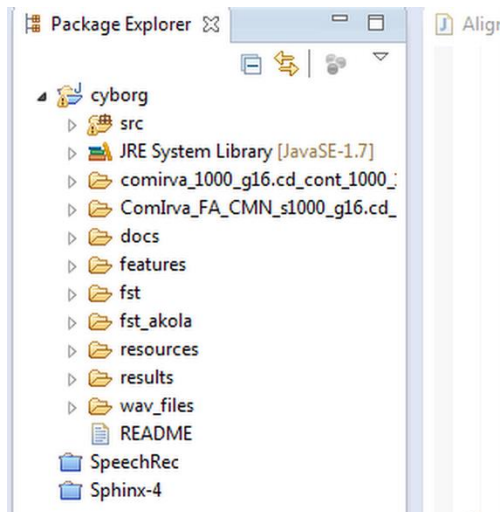 Package Explorer
Align
cyborg
src
JRE System Library [JavaSE-1.7]
comirva_1000_g16.cd_cont_1000_
ComIrva_FA_CMN_s1000_g16.cd_
docs
features
fst
fst_akola
resources
results
wav_files
README
SpeechRec
Sphinx-4